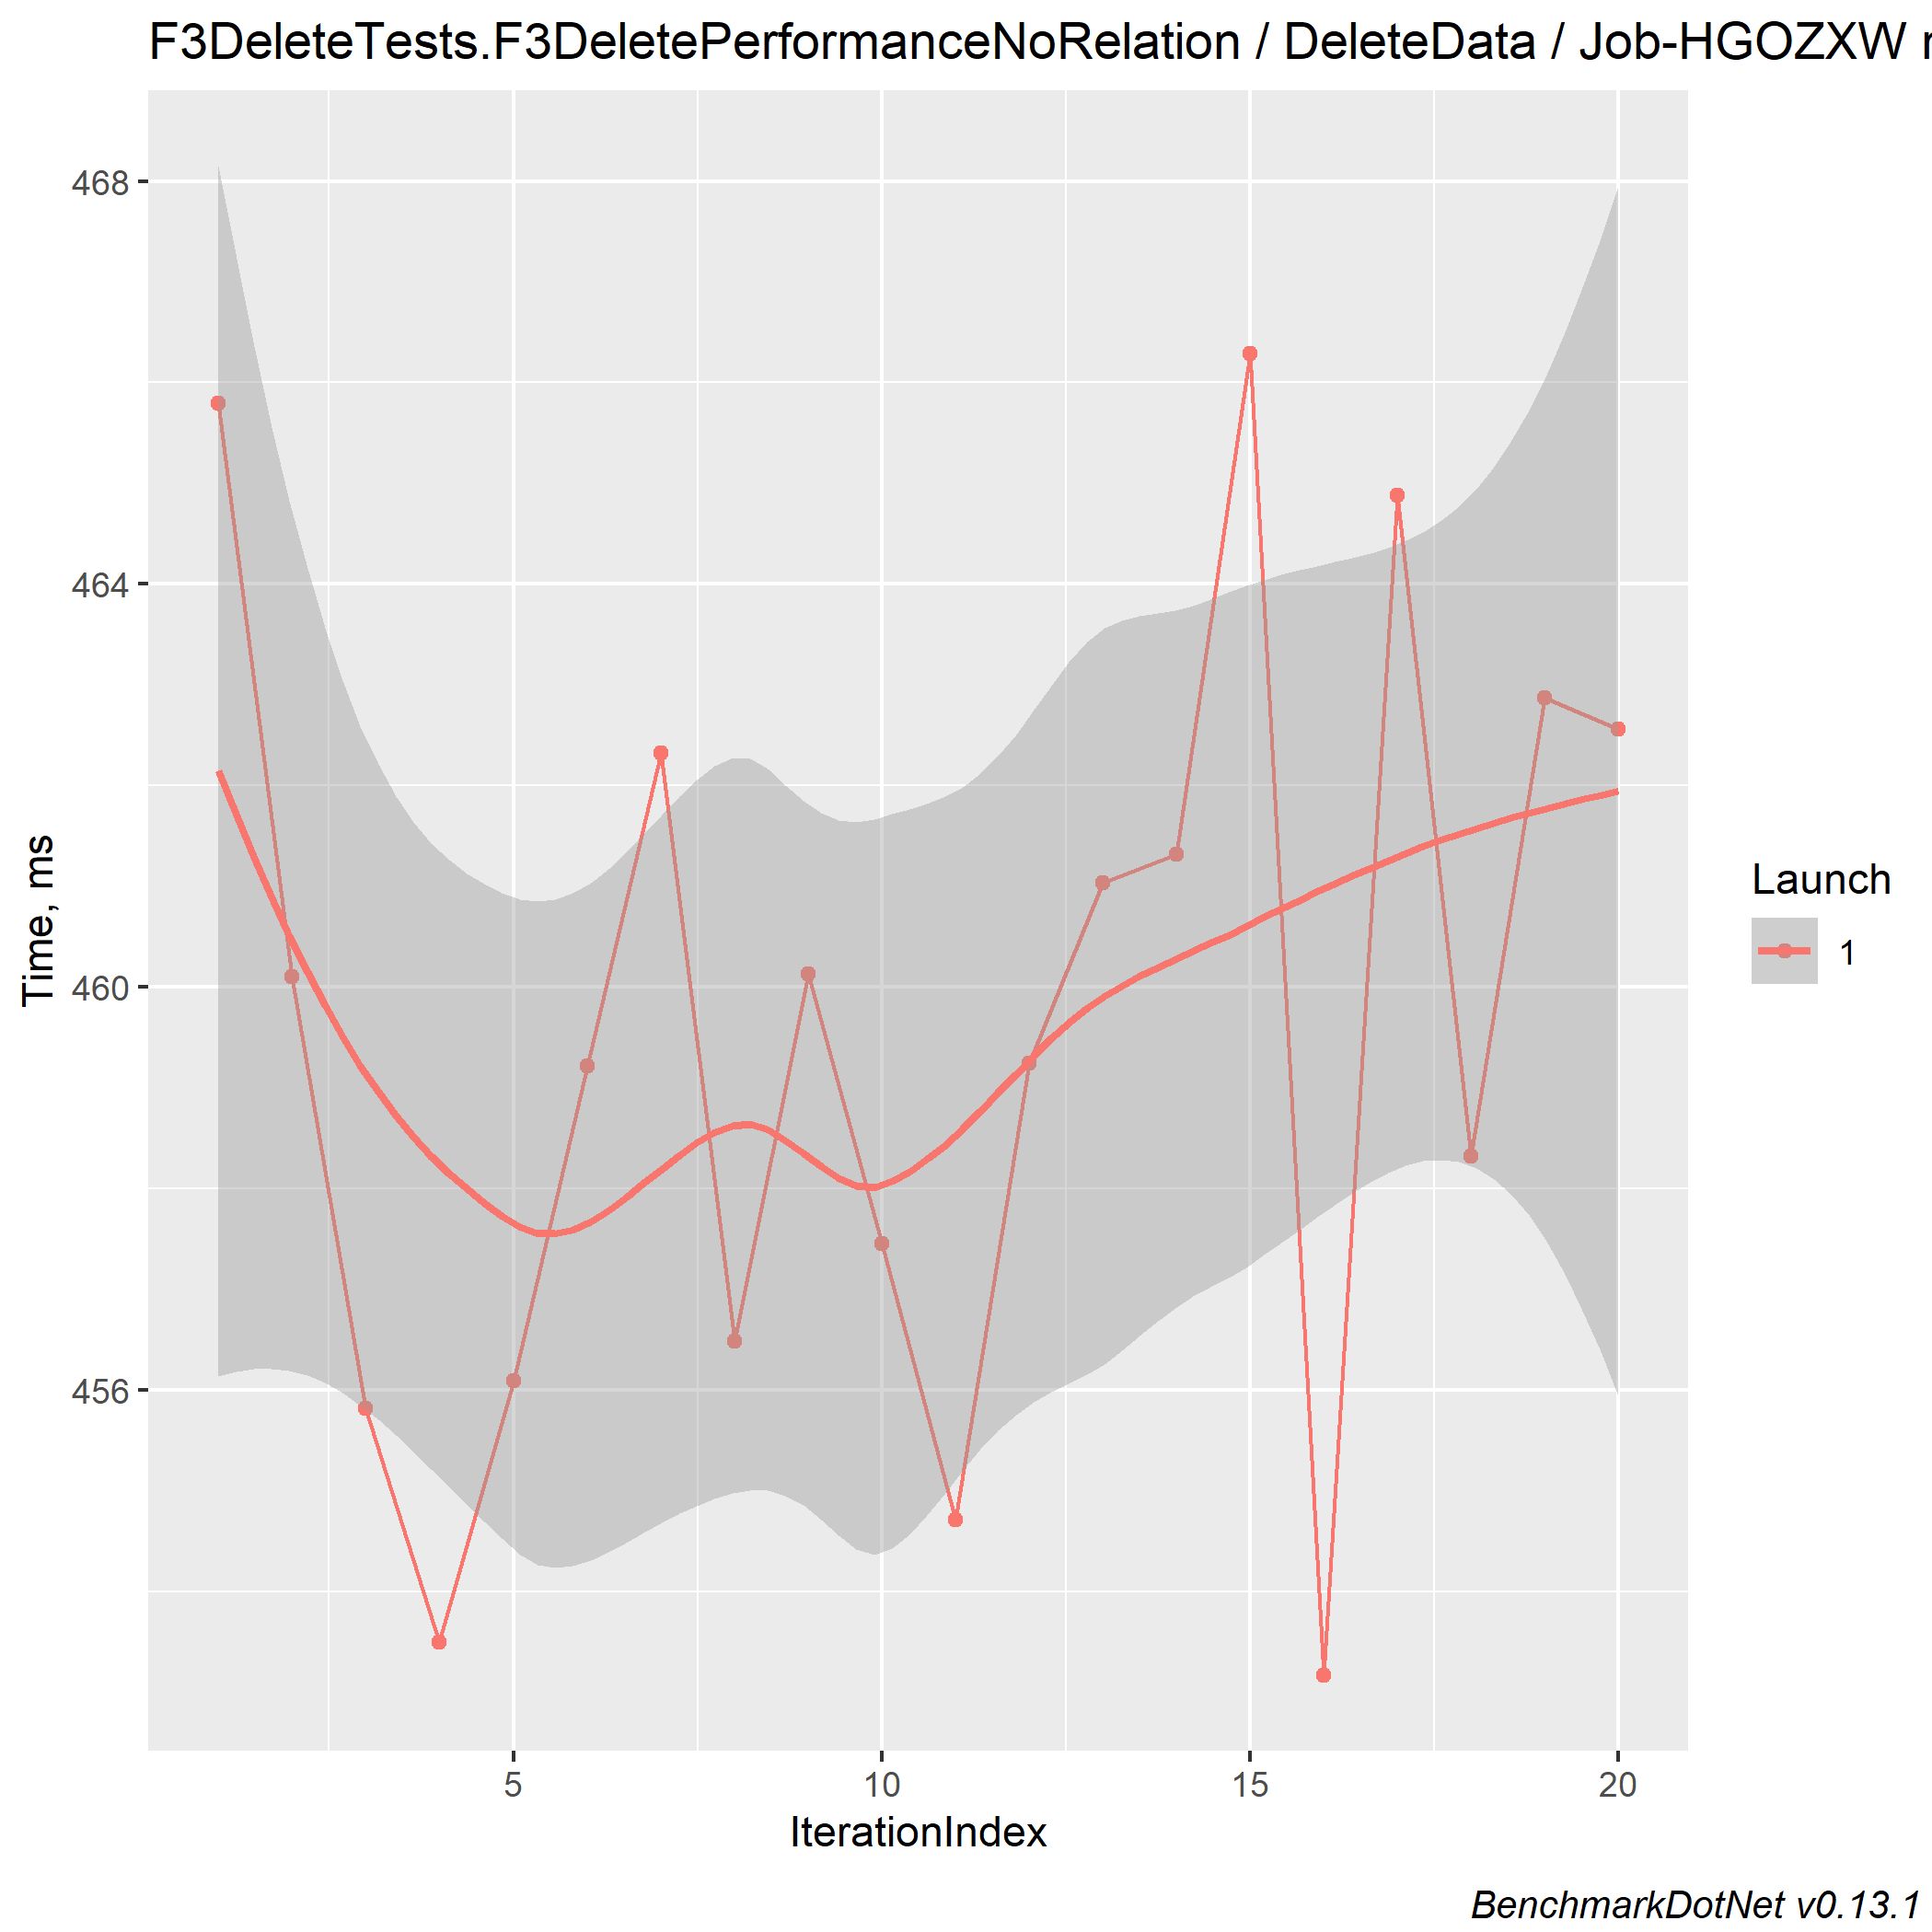 F3DeleteTests.F3DeletePerformanceNoRelation / DeleteData / Job-HGOZXW
468
464
460
456
Time, ms
5 10 15 20
IterationIndex
Launch
1
BenchmarkDotNet v0.13.1